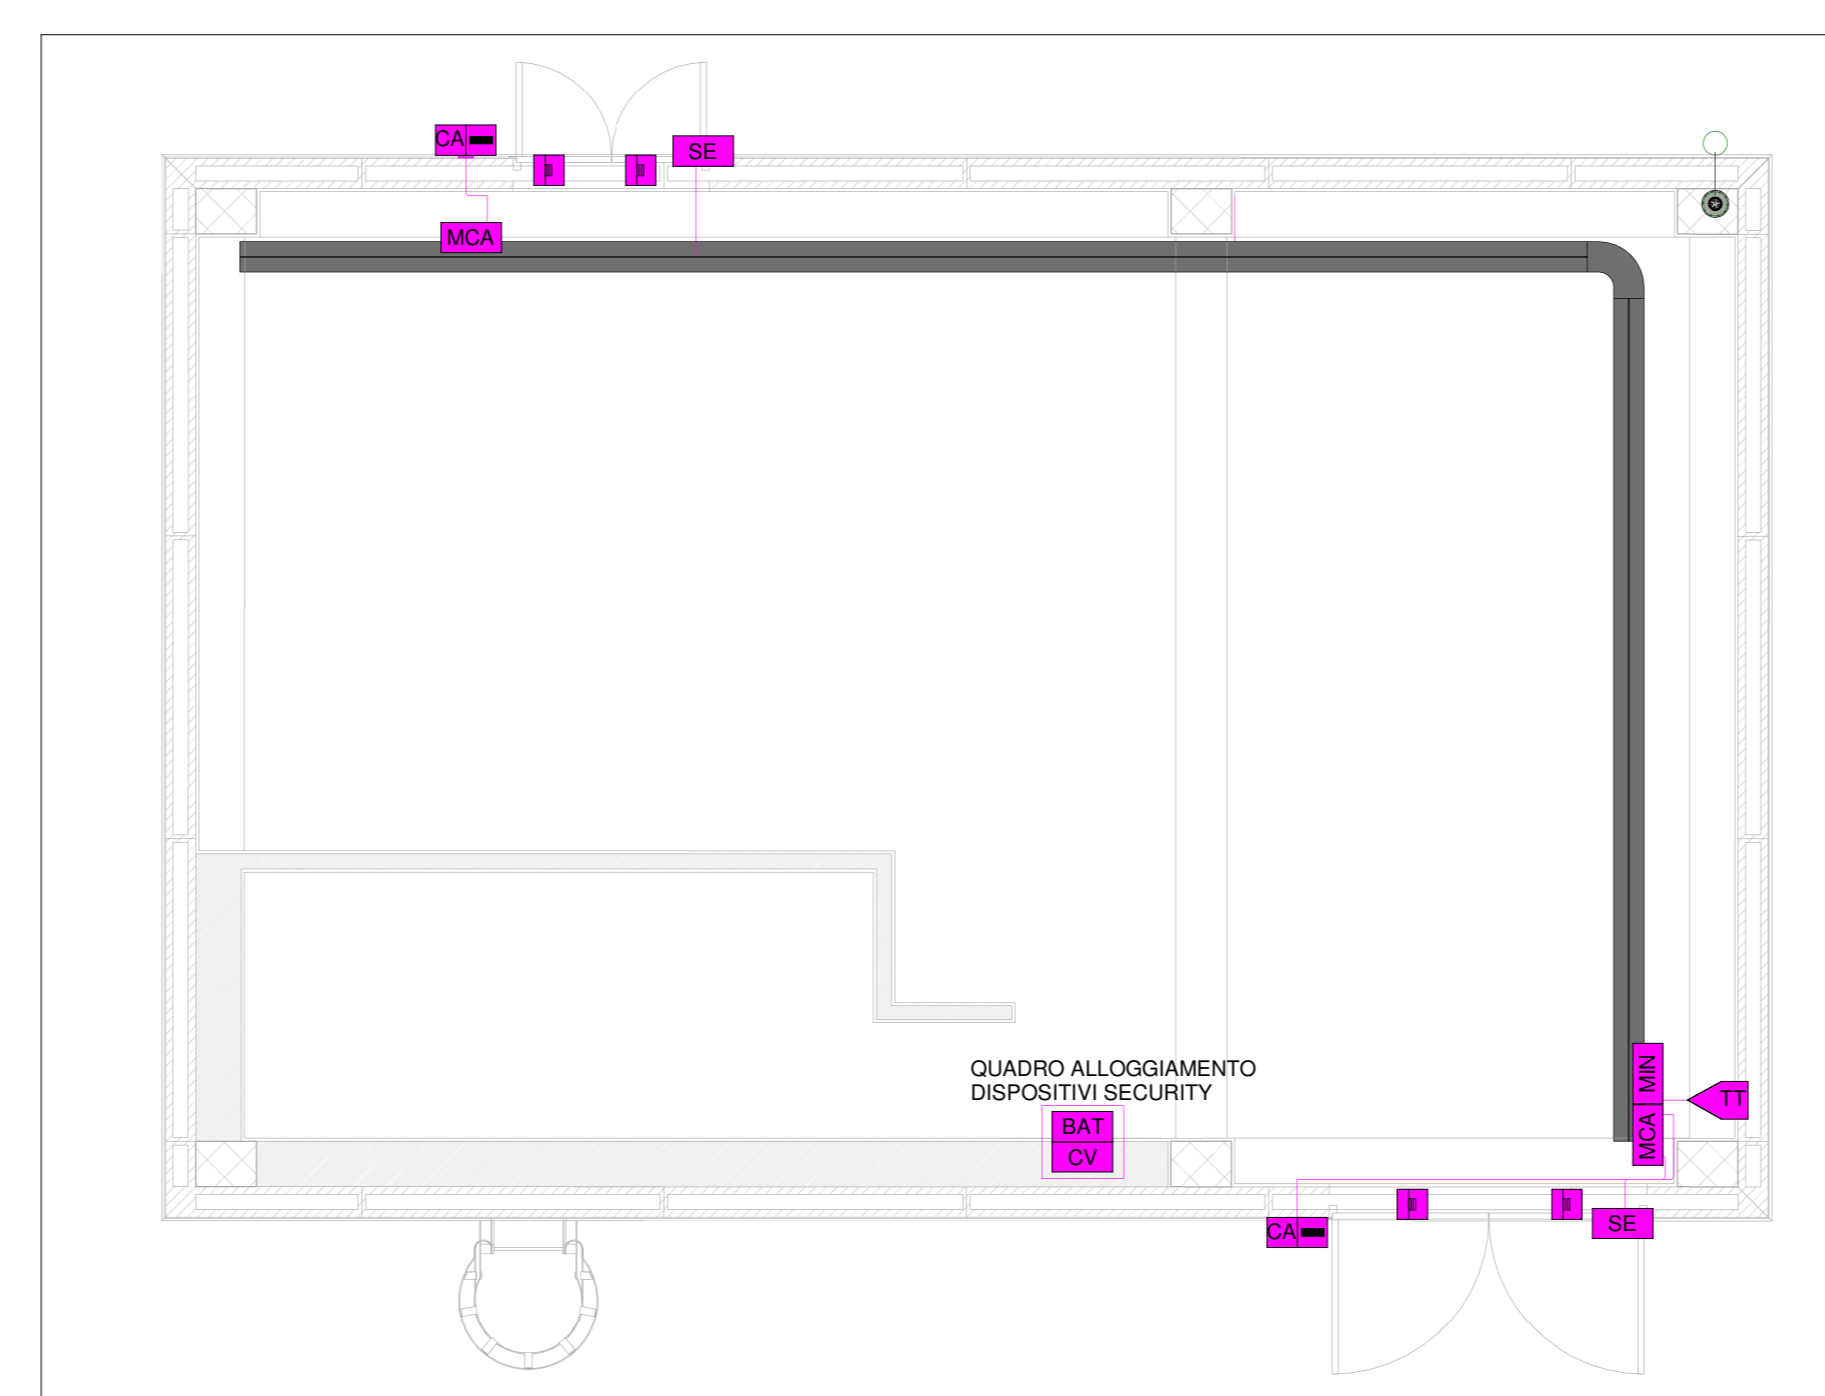 CA
SE
MCA
QUADRO ALLOGGIAMENTO
DISPOSITIVI SECURITY
BAT
CV
MIN
TT
MCA
CA
SE